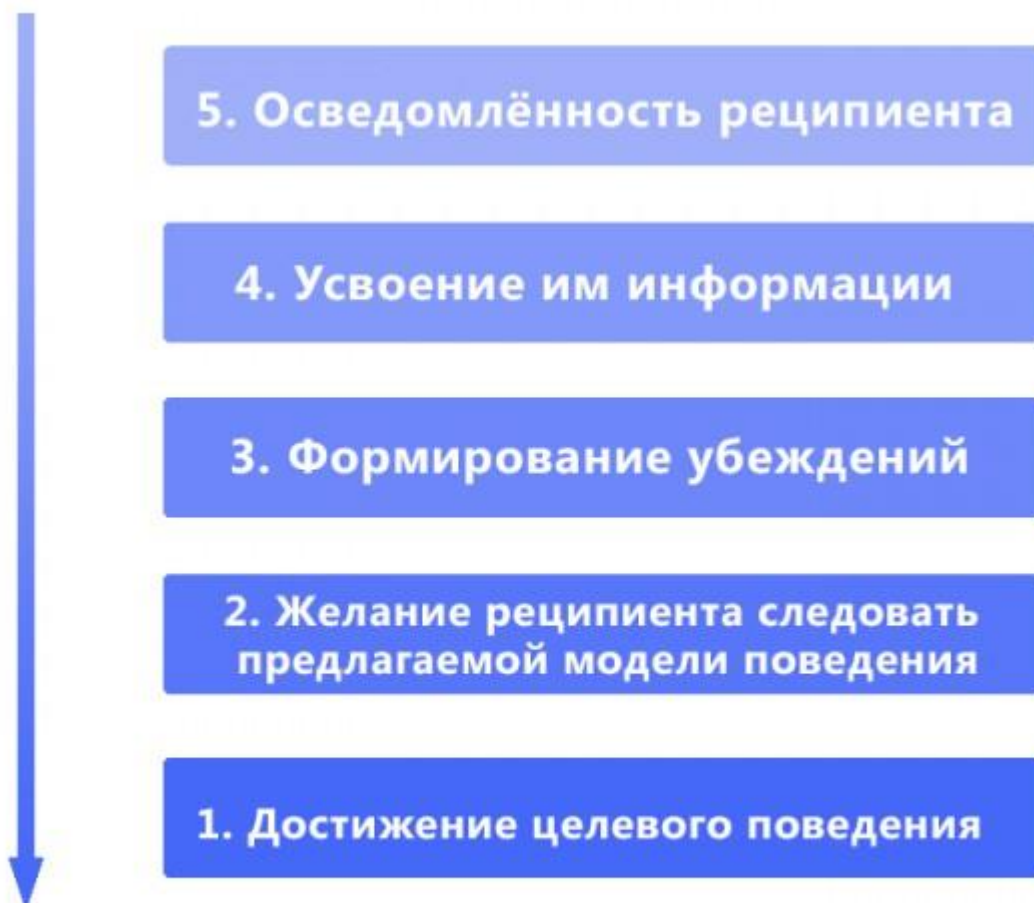 5. Осведомлённость реципиента
4. Усвоение им информации
3. Формирование убеждений
2. Желание реципиента следовать
предлагаемой модели поведения
1. Достижение целевого поведения